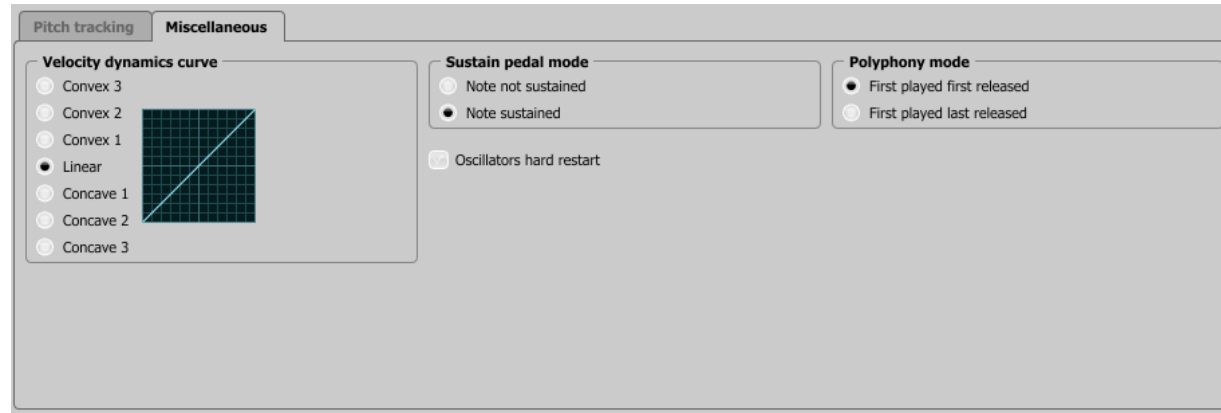 Pitch tracking
Miscellaneous
Velocity dynamics curve
Convex 3
Convex 2
Convex 1
Linear
Concave 1
Concave 2
Concave 3
Sustain pedal mode
Note not sustained
Note sustained
Oscillators hard restart
Polyphony mode
First played first released
First played last released